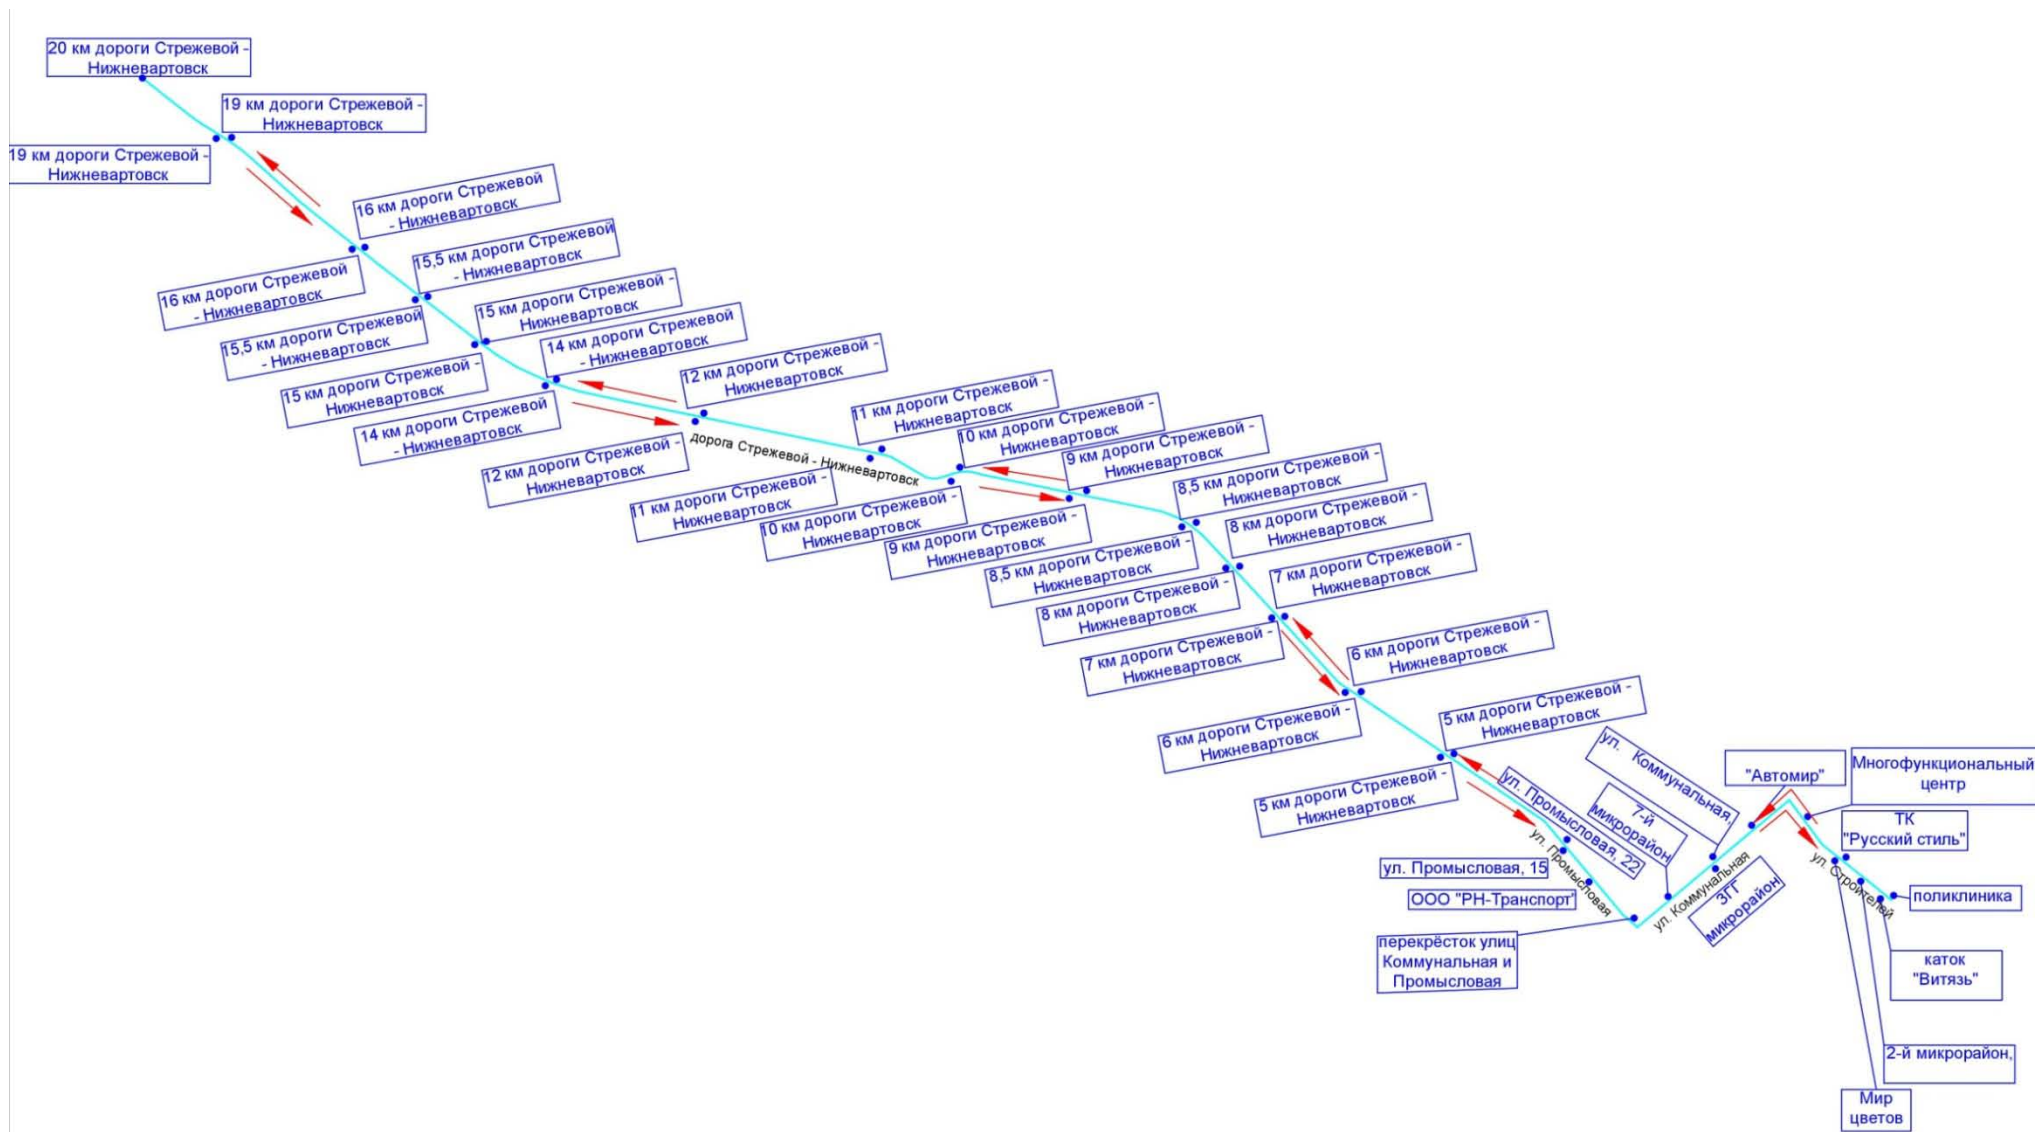 20 км дороги Стрежевой -
Нижневартовск
19 км дороги Стрежевой -
Нижневартовск
19 км дороги Стрежевой -
Нижневартовск
16 км дороги Стрежевой
- Нижневартовск
16 км дороги Стрежевой
- Нижневартовск
15,5 км дороги Стрежевой
- Нижневартовск
15,5 км дороги Стрежевой
- Нижневартовск
15 км дороги Стрежевой -
Нижневартовск
15 км дороги Стрежевой -
Нижневартовск
14 км дороги Стрежевой
- Нижневартовск
14 км дороги Стрежевой
- Нижневартовск
12 км дороги Стрежевой -
Нижневартовск
12 км дороги Стрежевой -
Нижневартовск
дорога Стрежевой - Нижневартовск
11 км дороги Стрежевой -
Нижневартовск
11 км дороги Стрежевой -
Нижневартовск
10 км дороги Стрежевой -
Нижневартовск
10 км дороги Стрежевой -
Нижневартовск
9 км дороги Стрежевой -
Нижневартовск
9 км дороги Стрежевой -
Нижневартовск
8,5 км дороги Стрежевой -
Нижневартовск
8,5 км дороги Стрежевой -
Нижневартовск
8 км дороги Стрежевой -
Нижневартовск
8 км дороги Стрежевой -
Нижневартовск
7 км дороги Стрежевой -
Нижневартовск
7 км дороги Стрежевой -
Нижневартовск
6 км дороги Стрежевой -
Нижневартовск
6 км дороги Стрежевой -
Нижневартовск
5 км дороги Стрежевой -
Нижневартовск
5 км дороги Стрежевой -
Нижневартовск
ул. Промысловая, 22
ул. Промысловая
ул. Промысловая, 15
ООО "РН-Транспорт"
перекрёсток улиц
Коммунальная и
Промысловая
7-й
микрорайон
ул. Коммунальная,
ул. Коммунальная
ЗГГ
микрорайон
"Автомир"
Многофункциональный
центр
ТК
"Русский стиль"
ул. Строителей
поликлиника
каток
"Витязь"
2-й микрорайон,
Мир
цветов